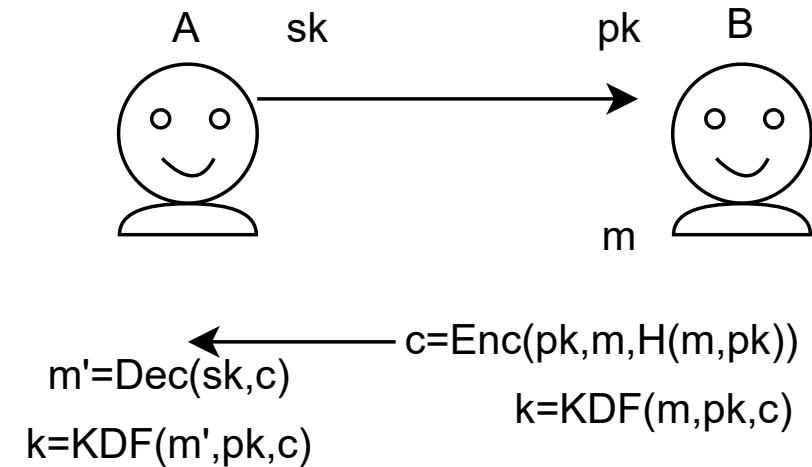 A sk pk B
m
c=Enc(pk,m,H(m,pk))
m'=Dec(sk,c)
k=KDF(m,pk,c)
k=KDF(m',pk,c)